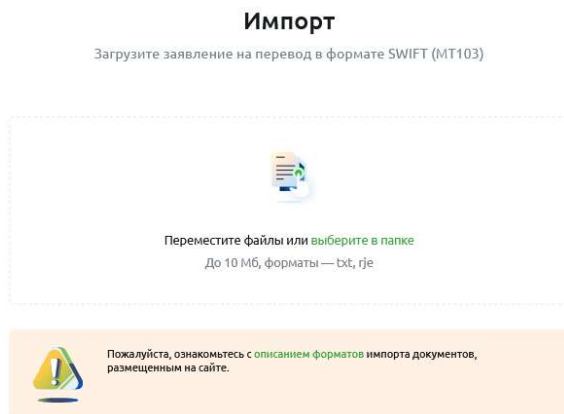 Импорт
Загрузите заявление на перевод в формате SWIFT (MT103)
Переместите файлы или выберите в папке
До 10 Мб, форматы — txt, rje
Пожалуйста, ознакомьтесь с описанием форматов импорта документов,
размещенным на сайте.